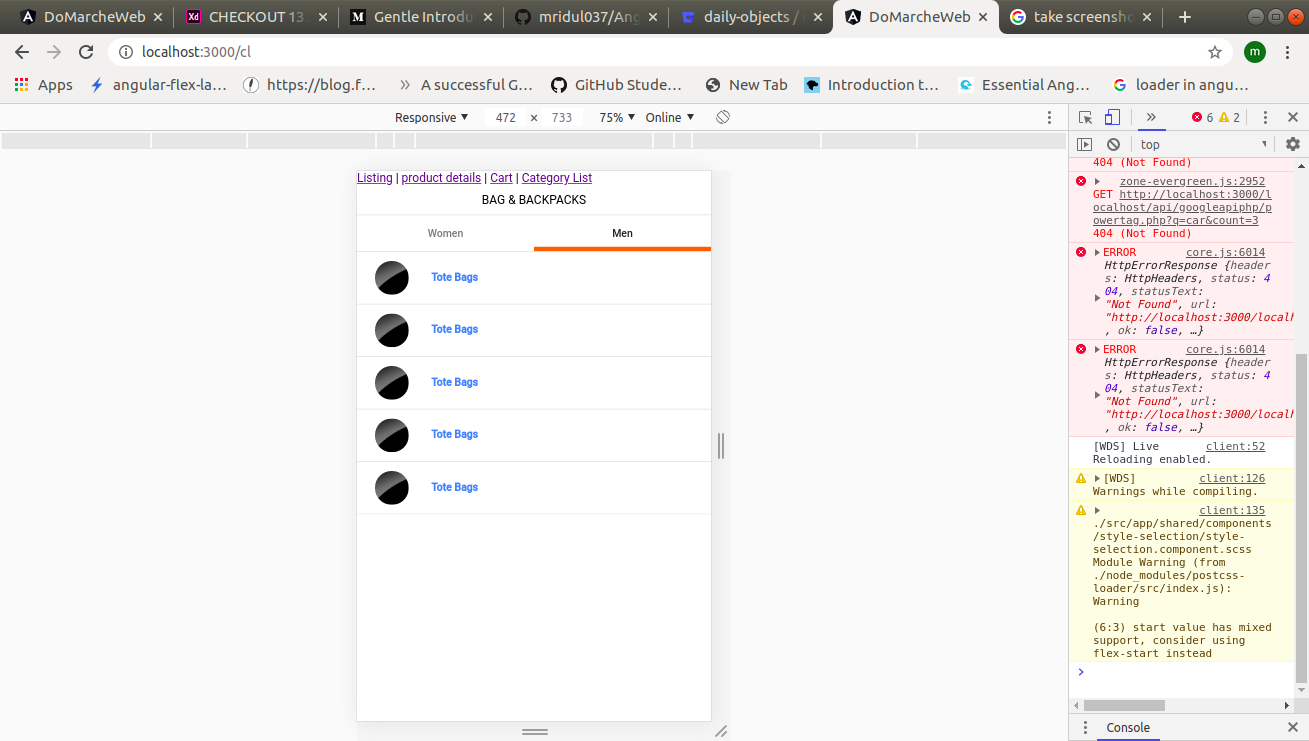 DoMarcheWeb
CHECKOUT 13
Gentle Introdu
mridul037/Ang
daily-objects /
DoMarcheWeb
take screensho
localhost:3000/cl
m
Apps
angular-flex-la...
https://blog.f...
A successful G...
GitHub Stude...
New Tab
Introduction t...
Essential Ang...
loader in angu...
Responsive
472 × 733
75%
Online
6
2
top
Listing | product details | Cart | Category List
BAG & BACKPACKS
Women
Men
Tote Bags
Tote Bags
Tote Bags
Tote Bags
Tote Bags
404 (Not Found)
zone-evergreen.js:2952
GET http://localhost:3000/l
ocalhost/api/googleapiphp/p
owertag.php?q=car&count=3
404 (Not Found)
ERROR core.js:6014
HttpErrorResponse {header
s: HttpHeaders, status: 4
04, statusText:
"Not Found", url:
"http://localhost:3000/localh
, ok: false, …}
ERROR core.js:6014
HttpErrorResponse {header
s: HttpHeaders, status: 4
04, statusText:
"Not Found", url:
"http://localhost:3000/localh
, ok: false, …}
[WDS] Live client:52
Reloading enabled.
[WDS] client:126
Warnings while compiling.
client:135
./src/app/shared/components
/style-selection/style-
selection.component.scss
Module Warning (from
./node_modules/postcss-
loader/src/index.js):
Warning
(6:3) start value has mixed
support, consider using
flex-start instead
Console